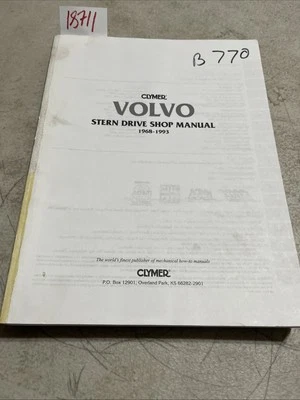 18711
B 770
CLYMER
VOLVO
STERN DRIVE SHOP MANUAL
1968-1993
The world's finest publisher of mechanical how-to manuals
CLYMER
P.O. Box 12901, Overland Park, KS 66282-2901